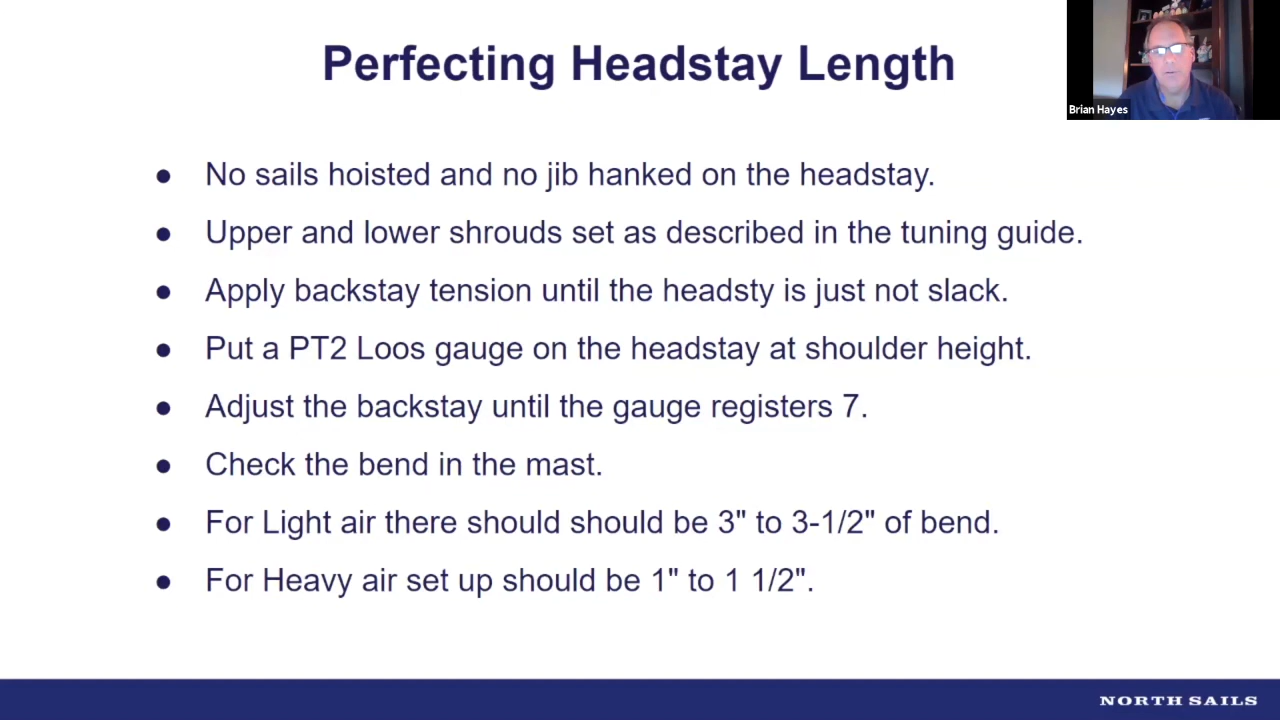 Perfecting Headstay Length
Brian Hayes
● No sails hoisted and no jib hanked on the headstay.
● Upper and lower shrouds set as described in the tuning guide.
● Apply backstay tension until the headsty is just not slack.
● Put a PT2 Loos gauge on the headstay at shoulder height.
● Adjust the backstay until the gauge registers 7.
● Check the bend in the mast.
● For Light air there should should be 3" to 3-1/2" of bend.
● For Heavy air set up should be 1" to 1 1/2".
NORTH SAILS